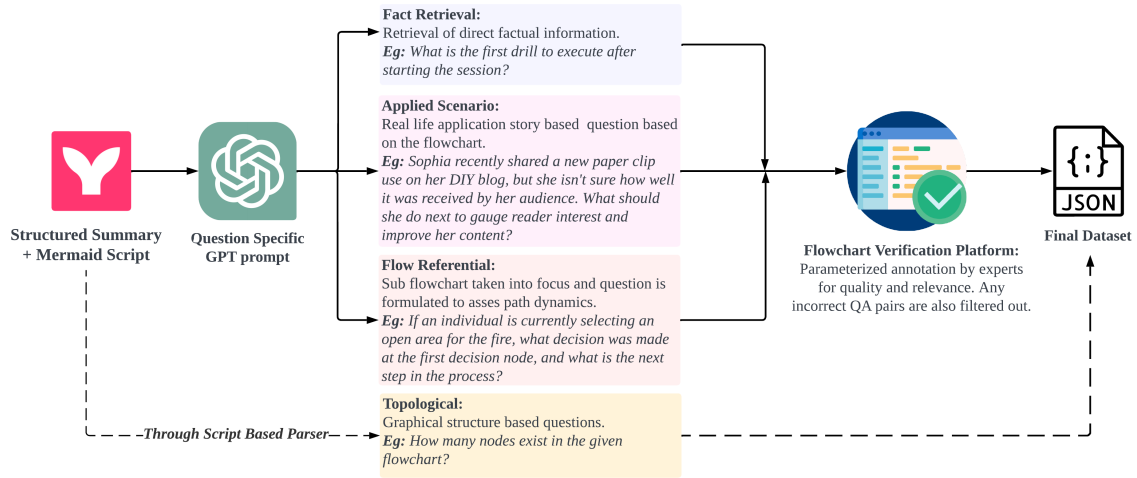 Structured Summary
+ Mermaid Script
Question Specific
GPT prompt
Fact Retrieval:
Retrieval of direct factual information.
Eg: What is the first drill to execute after
starting the session?
Applied Scenario:
Real life application story based question based
on the flowchart.
Eg: Sophia recently shared a new paper clip
use on her DIY blog, but she isn't sure how well
it was received by her audience. What should
she do next to gauge reader interest and
improve her content?
Flow Referential:
Sub flowchart taken into focus and question is
formulated to asses path dynamics.
Eg: If an individual is currently selecting an
open area for the fire, what decision was made
at the first decision node, and what is the next
step in the process?
Through Script Based Parser
Topological:
Graphical structure based questions.
Eg: How many nodes exist in the given
flowchart?
Flowchart Verification Platform:
Parameterized annotation by experts
for quality and relevance. Any
incorrect QA pairs are also filtered out.
{;}
JSON
Final Dataset